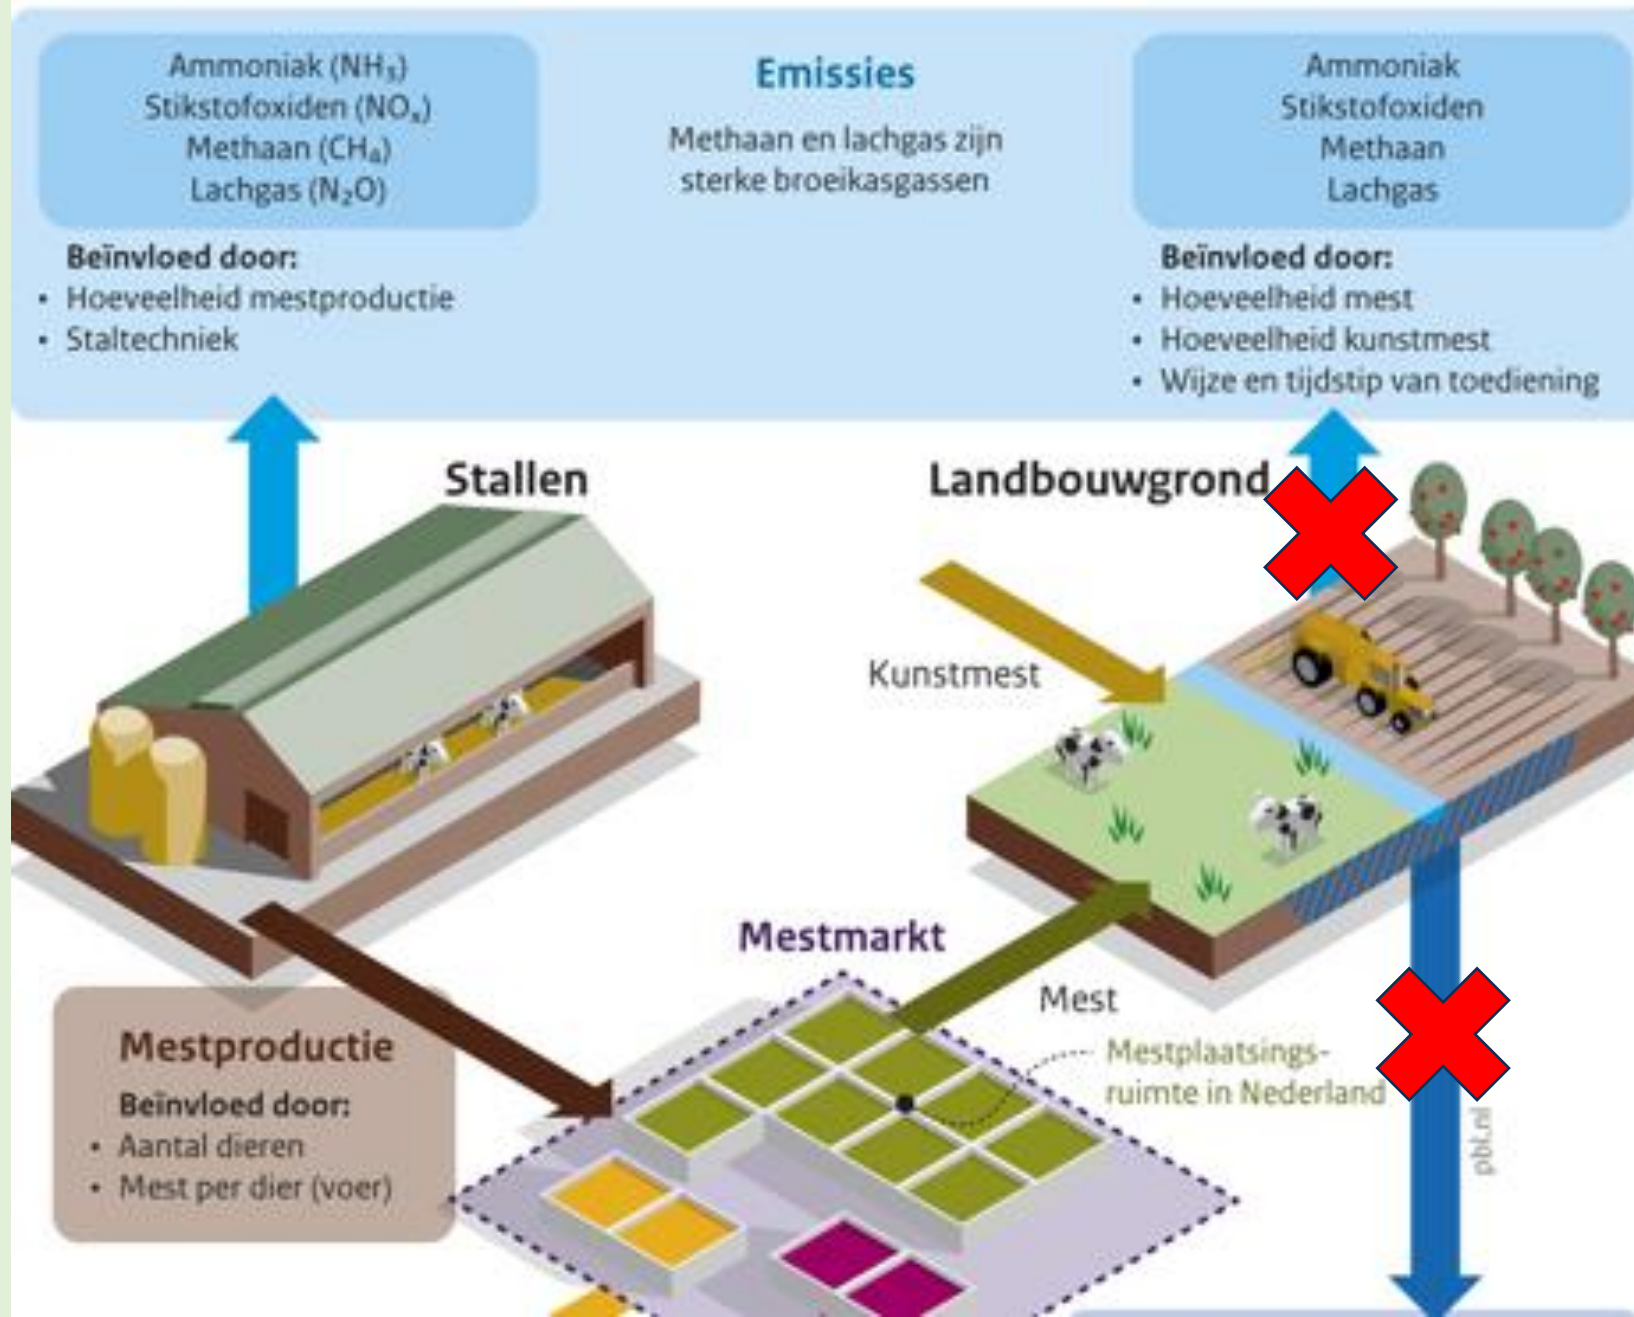 Ammoniak (NH₃)
Stikstofoxiden (NOₓ)
Methaan (CH₄)
Lachgas (N₂O)
Beïnvloed door:
• Hoeveelheid mestproductie
• Staltechniek
Emissies
Methaan en lachgas zijn
sterke broeikasgassen
Ammoniak
Stikstofoxiden
Methaan
Lachgas
Beïnvloed door:
• Hoeveelheid mest
• Hoeveelheid kunstmest
• Wijze en tijdstip van toediening
Stallen
Landbouwgrond
Kunstmest
Mestmarkt
Mest
Mestplaatsings-
ruimte in Nederland
Mestproductie
Beïnvloed door:
• Aantal dieren
• Mest per dier (voer)
pbl.nl